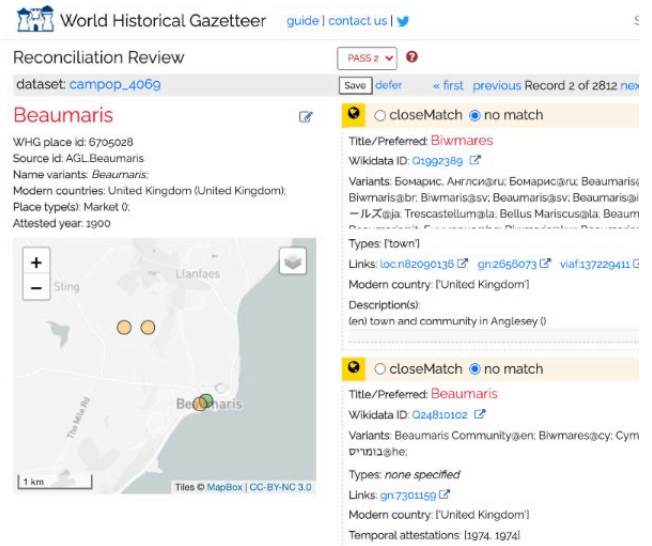 World Historical Gazetteer guide | contact us |
Reconciliation Review
dataset: campop_4069
Beaumaris
WHG place id: 6705028
Source id: AGL.Beaumaris
Name variants: Beaumaris;
Modern countries: United Kingdom (United Kingdom);
Place type(s): Market ();
Attested year: 1900
+
−
Sling
Llanfaes
Beaumaris
The Mile Rd
1 km
Tiles © MapBox | CC-BY-NC 3.0
PASS 2
Save defer « first previous Record 2 of 2812
closeMatch no match
Title/Preferred: Biwmares
Wikidata ID: Q1992389
Variants: Бомарис, Англси@ru; Бомарис@ru;
Biwmaris@br; Biwmaris@sv; Beaumaris@sv;
ールズ@ja; Trescastellum@la; Bellus Mariscus@la;
Types: ['town']
Links: loc:n82090136 gn:2656073 viaf:137229411
Modern country: ['United Kingdom']
Description(s):
(en) town and community in Anglesey ()
closeMatch no match
Title/Preferred: Beaumaris
Wikidata ID: Q24810102
Variants: Beaumaris Community@en; Biwmares@cy;
בומריס@he;
Types: none specified
Links: gn:7301159
Modern country: ['United Kingdom']
Temporal attestations: [1974, 1974]